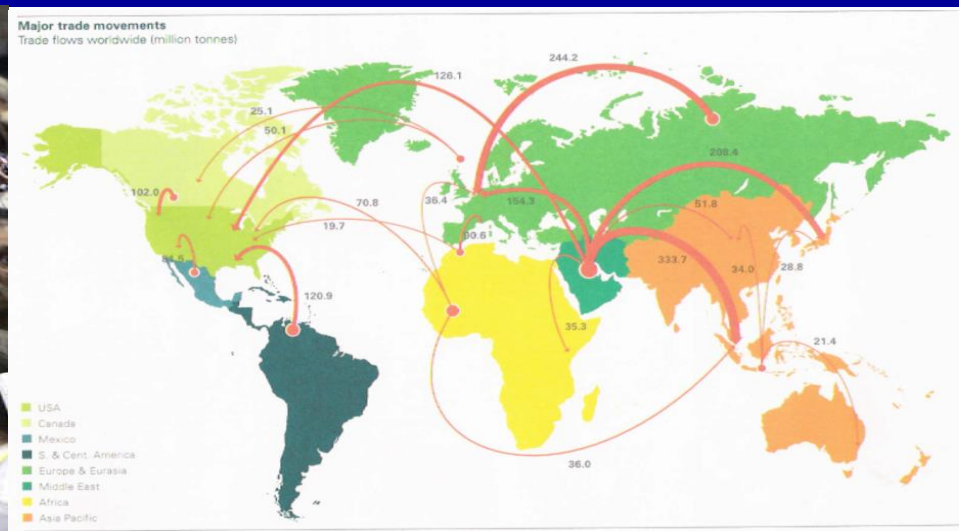 Major trade movements
Trade flows worldwide (million tonnes)
244.2
126.1
25.1
50.1
208.4
102.0
70.8
36.4
154.3
51.8
19.7
90.6¹
333.7
34.0
28.8
120.9
35.3
21.4
36.0
USA
Canada
Mexico
S. & Cent. America
Europe & Eurasia
Middle East
Africa
Asia Pacific